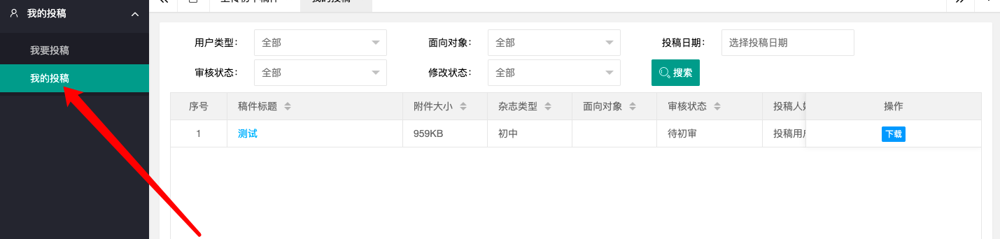 我的投稿
我要投稿
我的投稿
用户类型： 全部 面向对象： 全部 投稿日期： 选择投稿日期
审核状态： 全部 修改状态： 全部 搜索
序号 稿件标题 附件大小 杂志类型 面向对象 审核状态 投稿人 操作
1 测试 959KB 初中 待初审 投稿用 下载